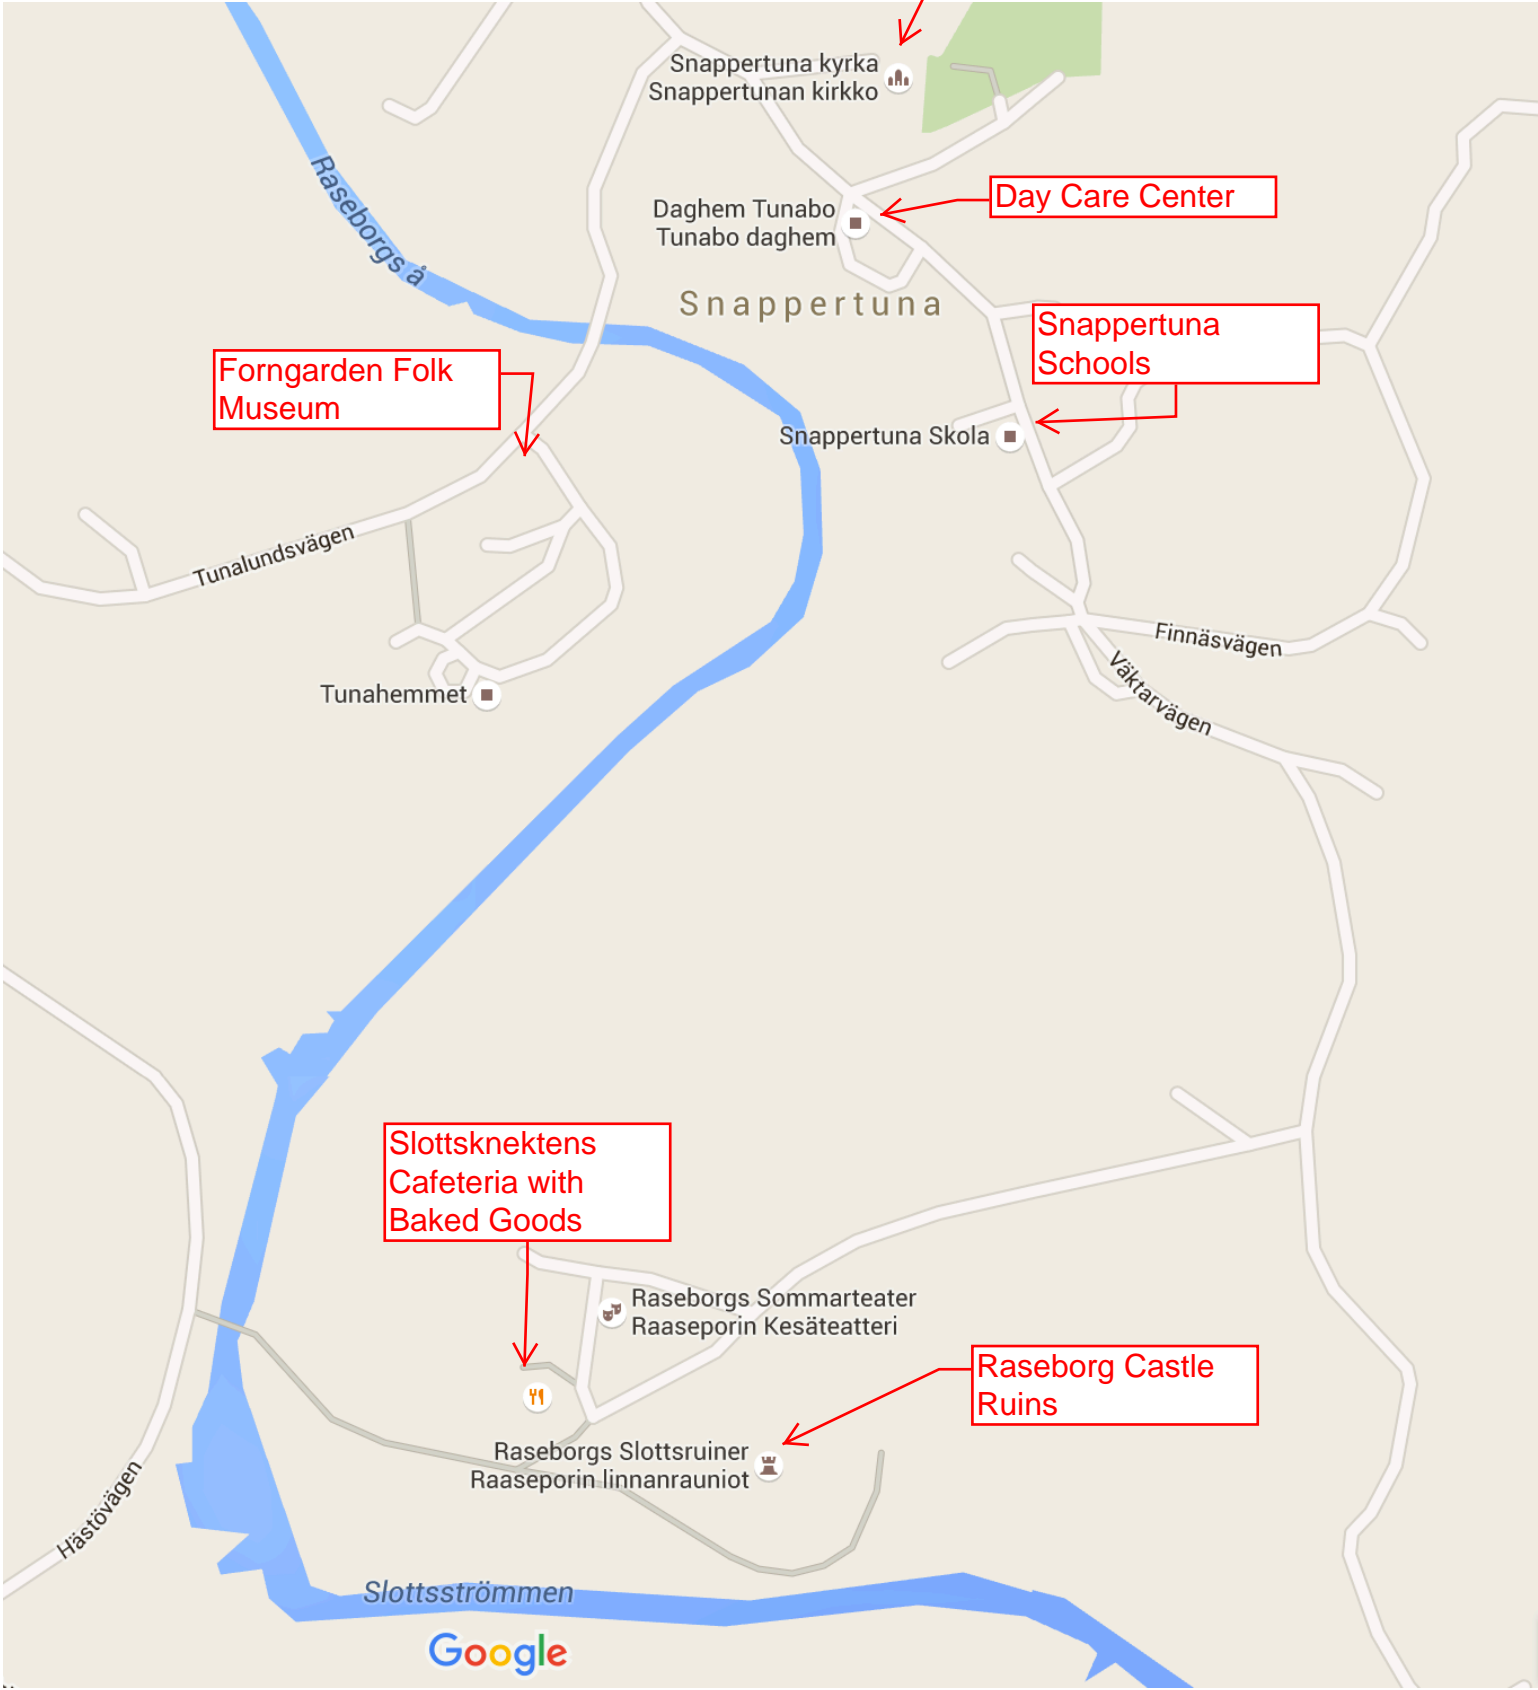 Snappertuna kyrka
Snappertunan kirkko
Raseborgs å
Daghem Tunabo
Tunabo daghem
Day Care Center
Snappertuna
Snappertuna
Schools
Forngarden Folk
Museum
Snappertuna Skola
Tunalundsvägen
Tunahemmet
Finnäsvägen
Väktarvägen
Slottsknektens
Cafeteria with
Baked Goods
Raseborgs Sommarteater
Raaseporin Kesäteatteri
Raseborg Castle
Ruins
Raseborgs Slottsruiner
Raaseporin linnanrauniot
Hästövägen
Slottsströmmen
Google